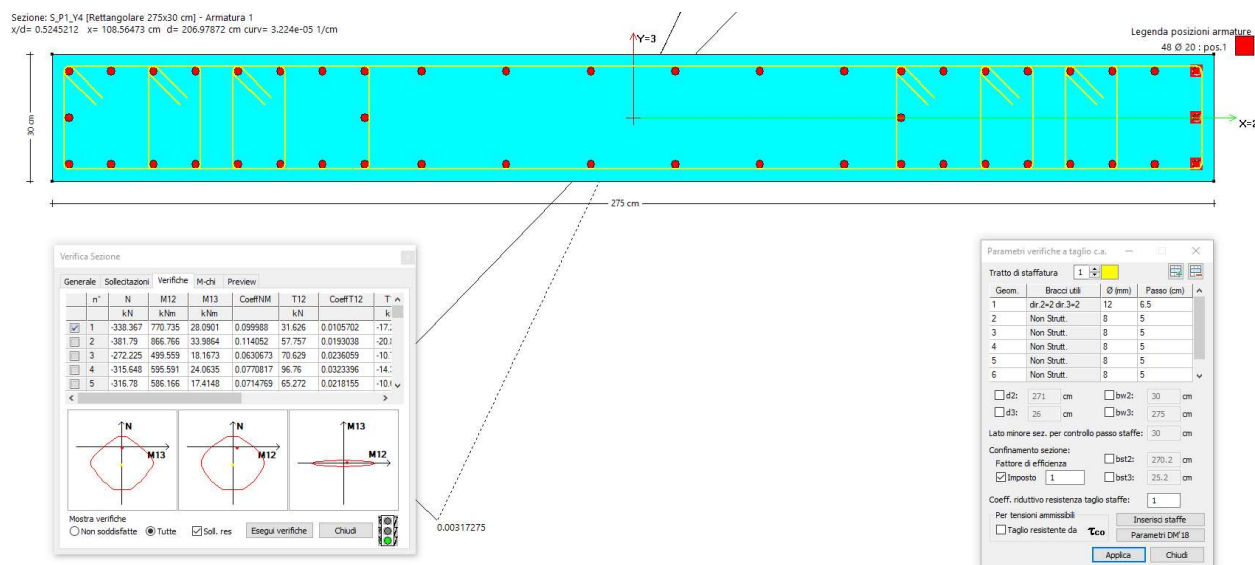 Sezione: S_P1_Y4 [Rettangolare 275x30 cm] - Armatura 1
x/d= 0.5245212 x= 108.56473 cm d= 206.97872 cm curv= 3.224e-05 1/cm
Legenda posizioni armature
48 Ø 20 : pos.1
Y=3
30 cm
X=2
275 cm
Verifica Sezione
Generale Sollecitazioni Verifiche M-chi Preview
n° N M12 M13 CoeffNM T12 CoeffT12 T
kN kNm kNm kN k
1 -338.367 770.735 28.0901 0.099988 31.626 0.0105702 -17.
2 -381.79 866.766 33.9864 0.114052 57.757 0.0193038 -20.
3 -272.225 499.559 18.1673 0.0630673 70.629 0.0236059 -10.
4 -315.648 595.591 24.0635 0.0770817 96.76 0.0323396 -14.
5 -316.78 586.166 17.4148 0.0714769 65.272 0.0218155 -10.
N N M13
M13 M12 M12
Mostra verifiche
Non soddisfatte Tutte Soll. res Esegui verifiche Chiudi
0.00317275
Parametri verifiche a taglio c.a.
Tratto di staffatura 1
Geom. Bracci utili Ø (mm) Passo (cm)
1 dir.2=2 dir.3=2 12 6.5
2 Non Strutt. 8 5
3 Non Strutt. 8 5
4 Non Strutt. 8 5
5 Non Strutt. 8 5
6 Non Strutt. 8 5
d2: 271 cm bw2: 30 cm
d3: 26 cm bw3: 275 cm
Lato minore sez. per controllo passo staffe: 30 cm
Confinamento sezione:
Fattore di efficienza
Imposto 1
bst2: 270.2 cm
bst3: 25.2 cm
Coeff. riduttivo resistenza taglio staffe: 1
Per tensioni ammissibili
Taglio resistente da τco
Inserisci staffe
Parametri DM'18
Applica Chiudi